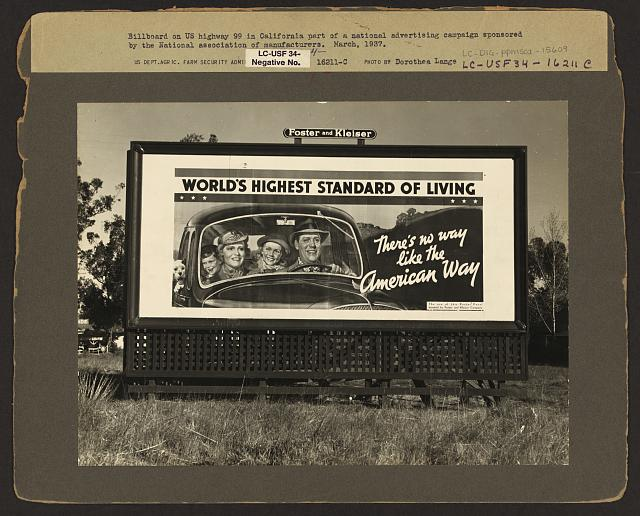 Billboard on US highway 99 in California part of a national advertising campaign sponsored
by the National association of manufacturers. March, 1937.
LC-DIG-ppmsca-15609
US DEPT.AGRIC. FARM SECURITY ADMI LC-USF 34- 16211-C PHOTO BY Dorothea Lange LC-USF34-16211 C
Negative No.
Foster and Kleiser
WORLD'S HIGHEST STANDARD OF LIVING
There's no way
like the
American Way